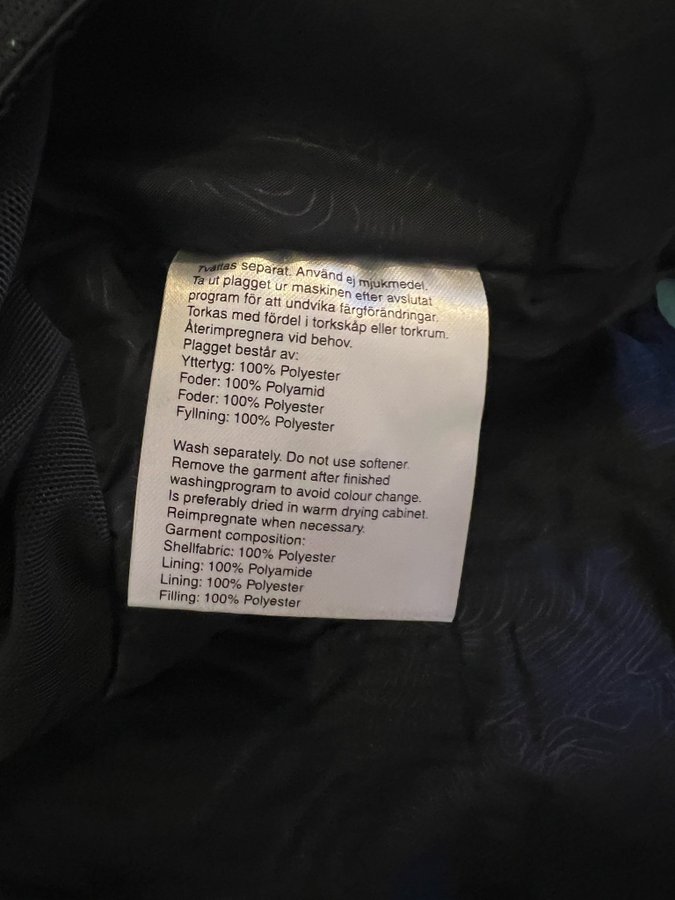 Tvättas separat. Använd ej mjukmedel.
Ta ut plagget ur maskinen efter avslutat
program för att undvika färgförändringar.
Torkas med fördel i torkskåp eller torkrum.
Återimpregnera vid behov.
Plagget består av:
Yttertyg: 100% Polyester
Foder: 100% Polyamid
Foder: 100% Polyester
Fyllning: 100% Polyester
Wash separately. Do not use softener.
Remove the garment after finished
washingprogram to avoid colour change.
Is preferably dried in warm drying cabinet.
Reimpregnate when necessary.
Garment composition:
Shellfabric: 100% Polyester
Lining: 100% Polyamide
Lining: 100% Polyester
Filling: 100% Polyester